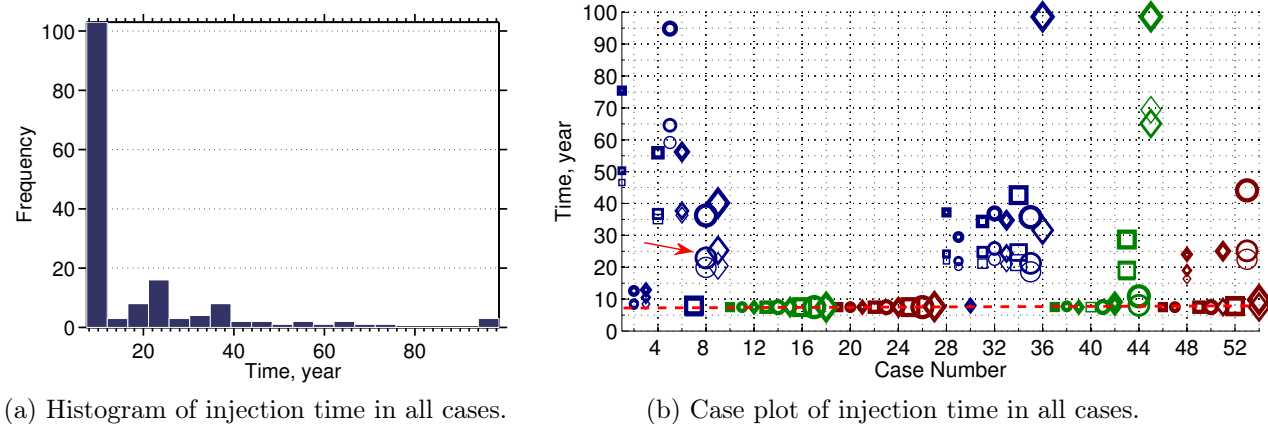 100
80
60
40
20
0
Frequency
20 40 60 80
Time, year
(a) Histogram of injection time in all cases.
100
90
80
70
60
50
40
30
20
10
0
Time, year
4 8 12 16 20 24 28 32 36 40 44 48 52
Case Number
(b) Case plot of injection time in all cases.